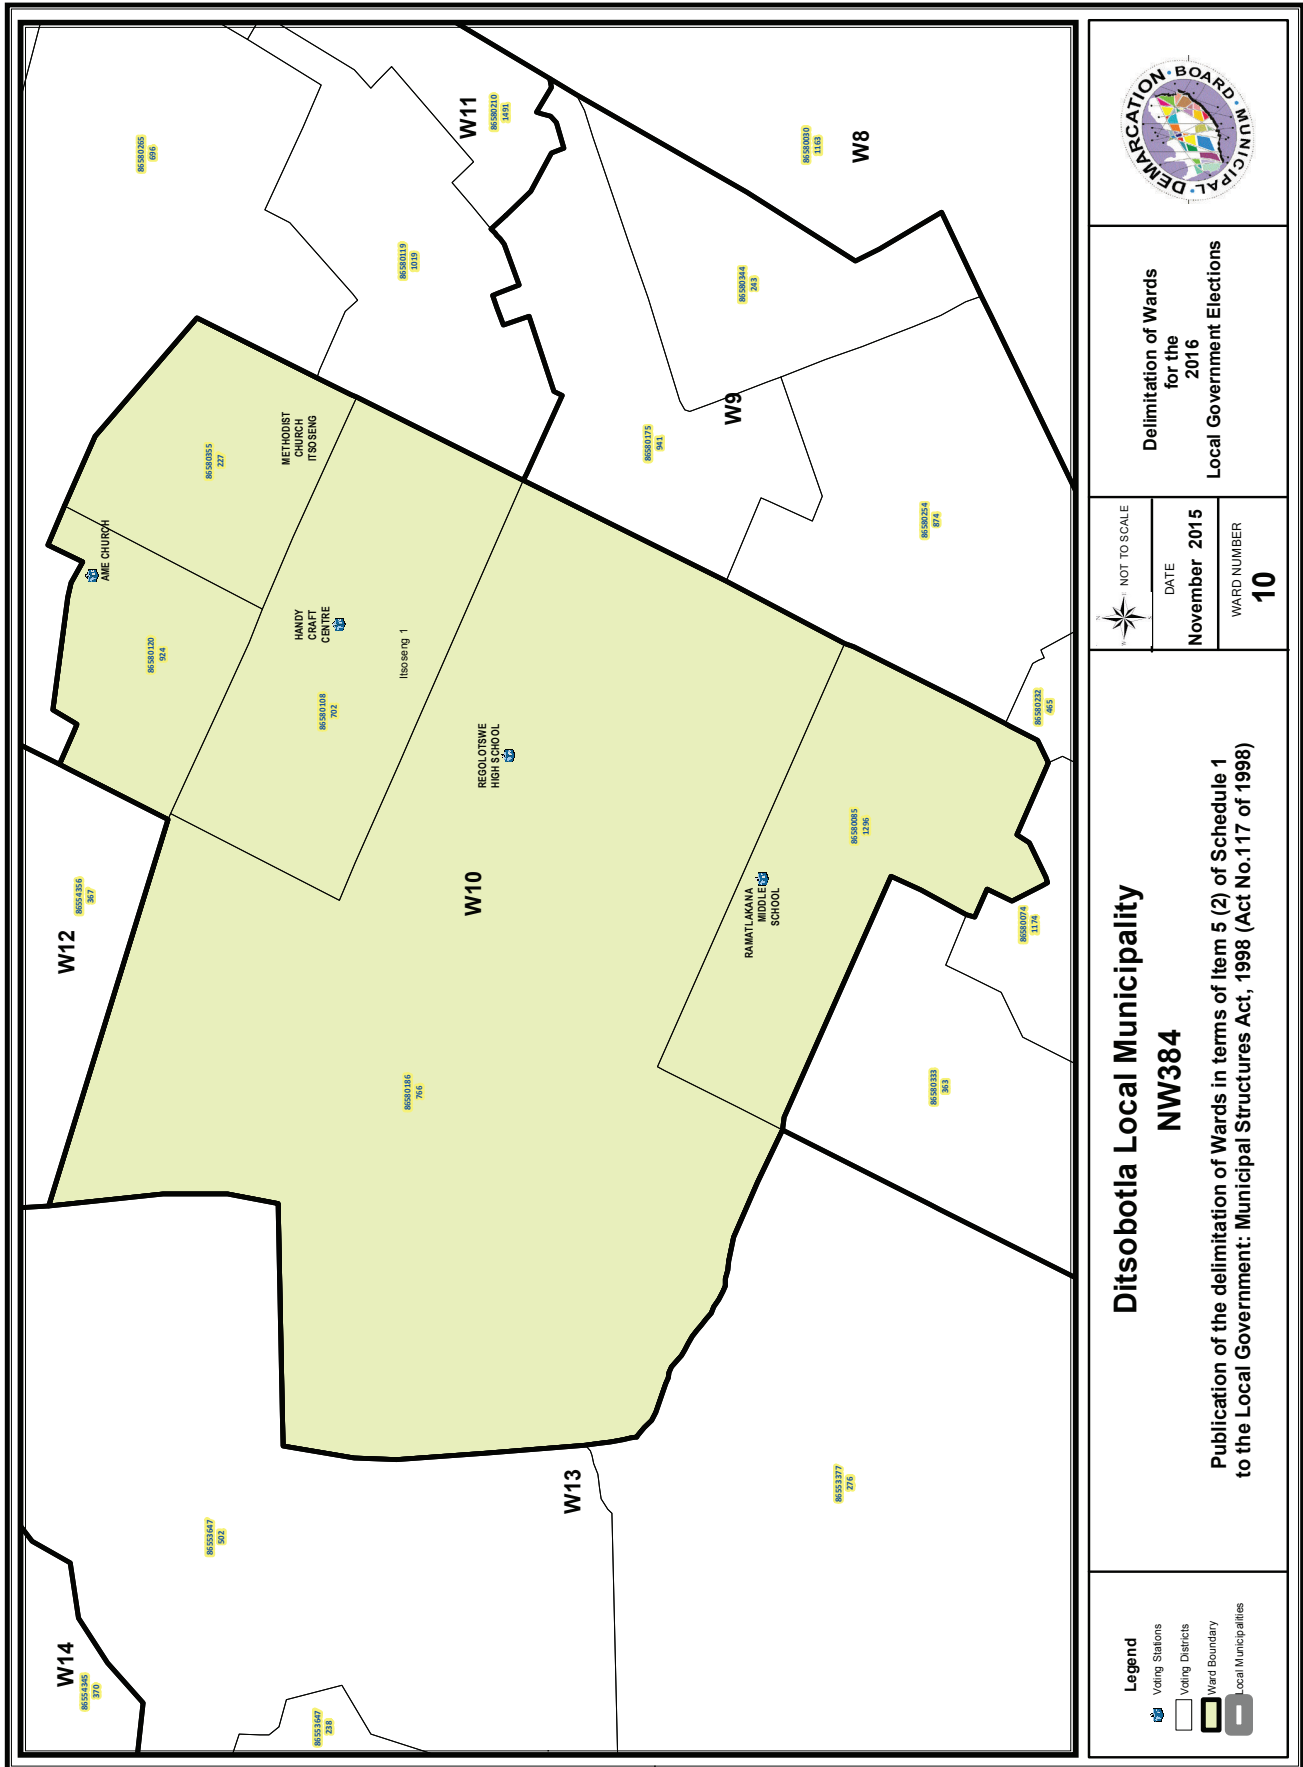 W14
86554345
370
86553647
502
86553647
238
W13
86553377
276
W12
86554356
367
86580186
766
W10
86580333
363
86580074
1174
RAMATLAKANA
MIDDLE
SCHOOL
86580085
1296
REGOLOTSWE
HIGH SCHOOL
86580108
702
Itsoseng 1
HANDY
CRAFT
CENTRE
86580120
924
AME CHURCH
86580355
227
METHODIST
CHURCH
ITSOSENG
86580232
465
86580254
874
W9
86580175
941
86580344
243
86580119
1019
86580265
696
W11
86580210
1491
86580030
1163
W8
Legend
Voting Stations
Voting Districts
Ward Boundary
Local Municipalities
Ditsobotla Local Municipality
NW384
Publication of the delimitation of Wards in terms of Item 5 (2) of Schedule 1
to the Local Government: Municipal Structures Act, 1998 (Act No.117 of 1998)
NOT TO SCALE
DATE
November 2015
WARD NUMBER
10
Delimitation of Wards
for the
2016
Local Government Elections
MUNICIPAL DEMARCATION BOARD